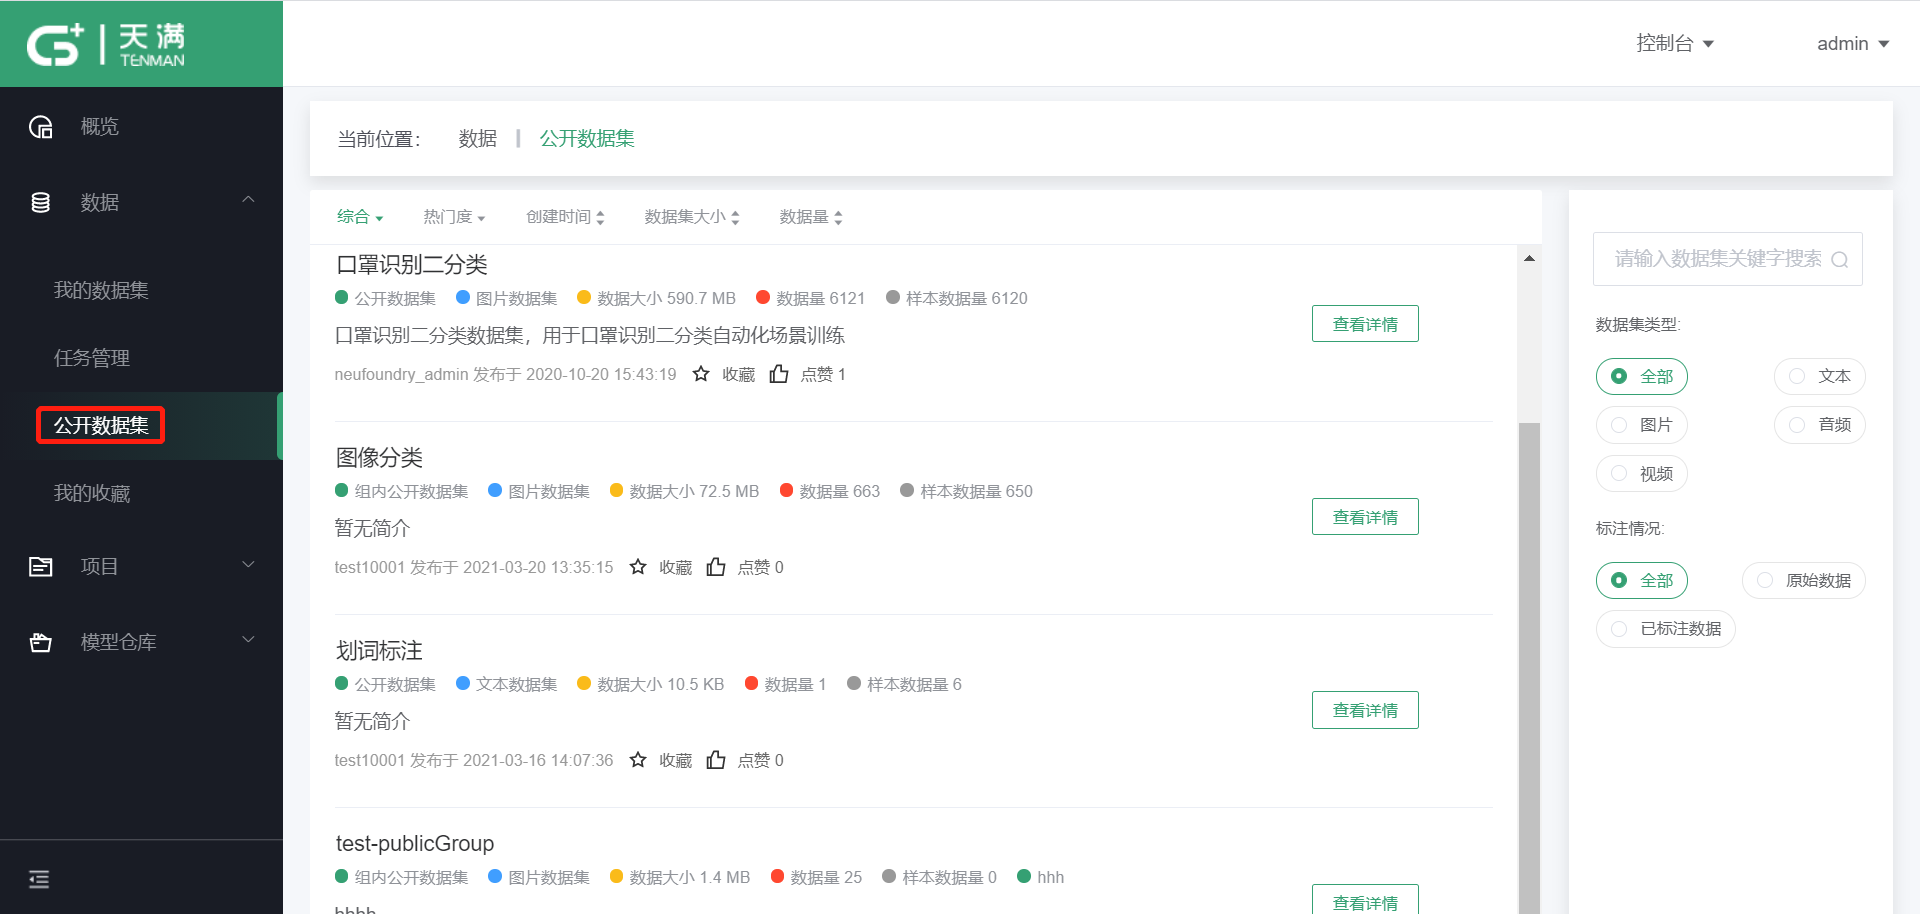 天满
TENMAN
控制台
admin
概览
数据
我的数据集
任务管理
公开数据集
我的收藏
项目
模型仓库
当前位置： 数据 | 公开数据集
综合 热门度 创建时间 数据集大小 数据量
口罩识别二分类
公开数据集 图片数据集 数据大小 590.7 MB 数据量 6121 样本数据量 6120
口罩识别二分类数据集，用于口罩识别二分类自动化场景训练
neufoundry_admin 发布于 2020-10-20 15:43:19 收藏 点赞 1
查看详情
图像分类
组内公开数据集 图片数据集 数据大小 72.5 MB 数据量 663 样本数据量 650
暂无简介
test10001 发布于 2021-03-20 13:35:15 收藏 点赞 0
查看详情
划词标注
公开数据集 文本数据集 数据大小 10.5 KB 数据量 1 样本数据量 6
暂无简介
test10001 发布于 2021-03-16 14:07:36 收藏 点赞 0
查看详情
test-publicGroup
组内公开数据集 图片数据集 数据大小 1.4 MB 数据量 25 样本数据量 0 hhh
查看详情
请输入数据集关键字搜索
数据集类型:
全部 文本
图片 音频
视频
标注情况:
全部 原始数据
已标注数据